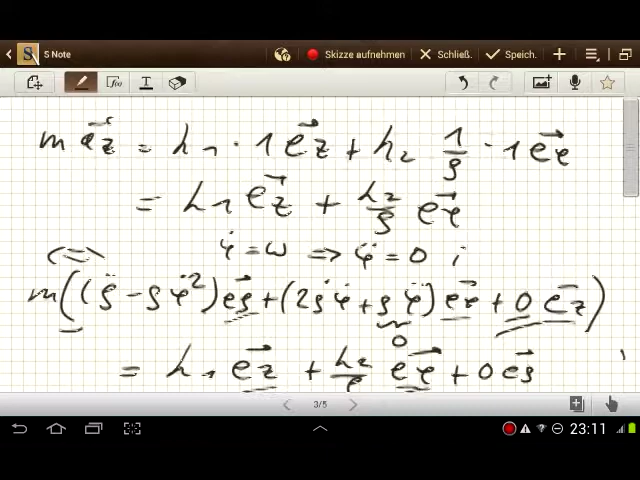 S Note
Skizze aufnehmen
Schließ.
Speich.
f(x)
T
m a⃗z = λ₁ · 1 e⃗z + λ₂ 1/ρ · 1 e⃗φ
= λ₁ e⃗z + λ₂/ρ e⃗φ
<=> φ̇ = ω => φ̈ = 0 ;
m((ρ̈ - ρφ̇²) e⃗ρ + (2ρ̇φ̇ + ρφ̈) e⃗φ + 0 e⃗z)
0
= λ₁ e⃗z + λ₂/ρ e⃗φ + 0 e⃗ρ
3/5
23:11